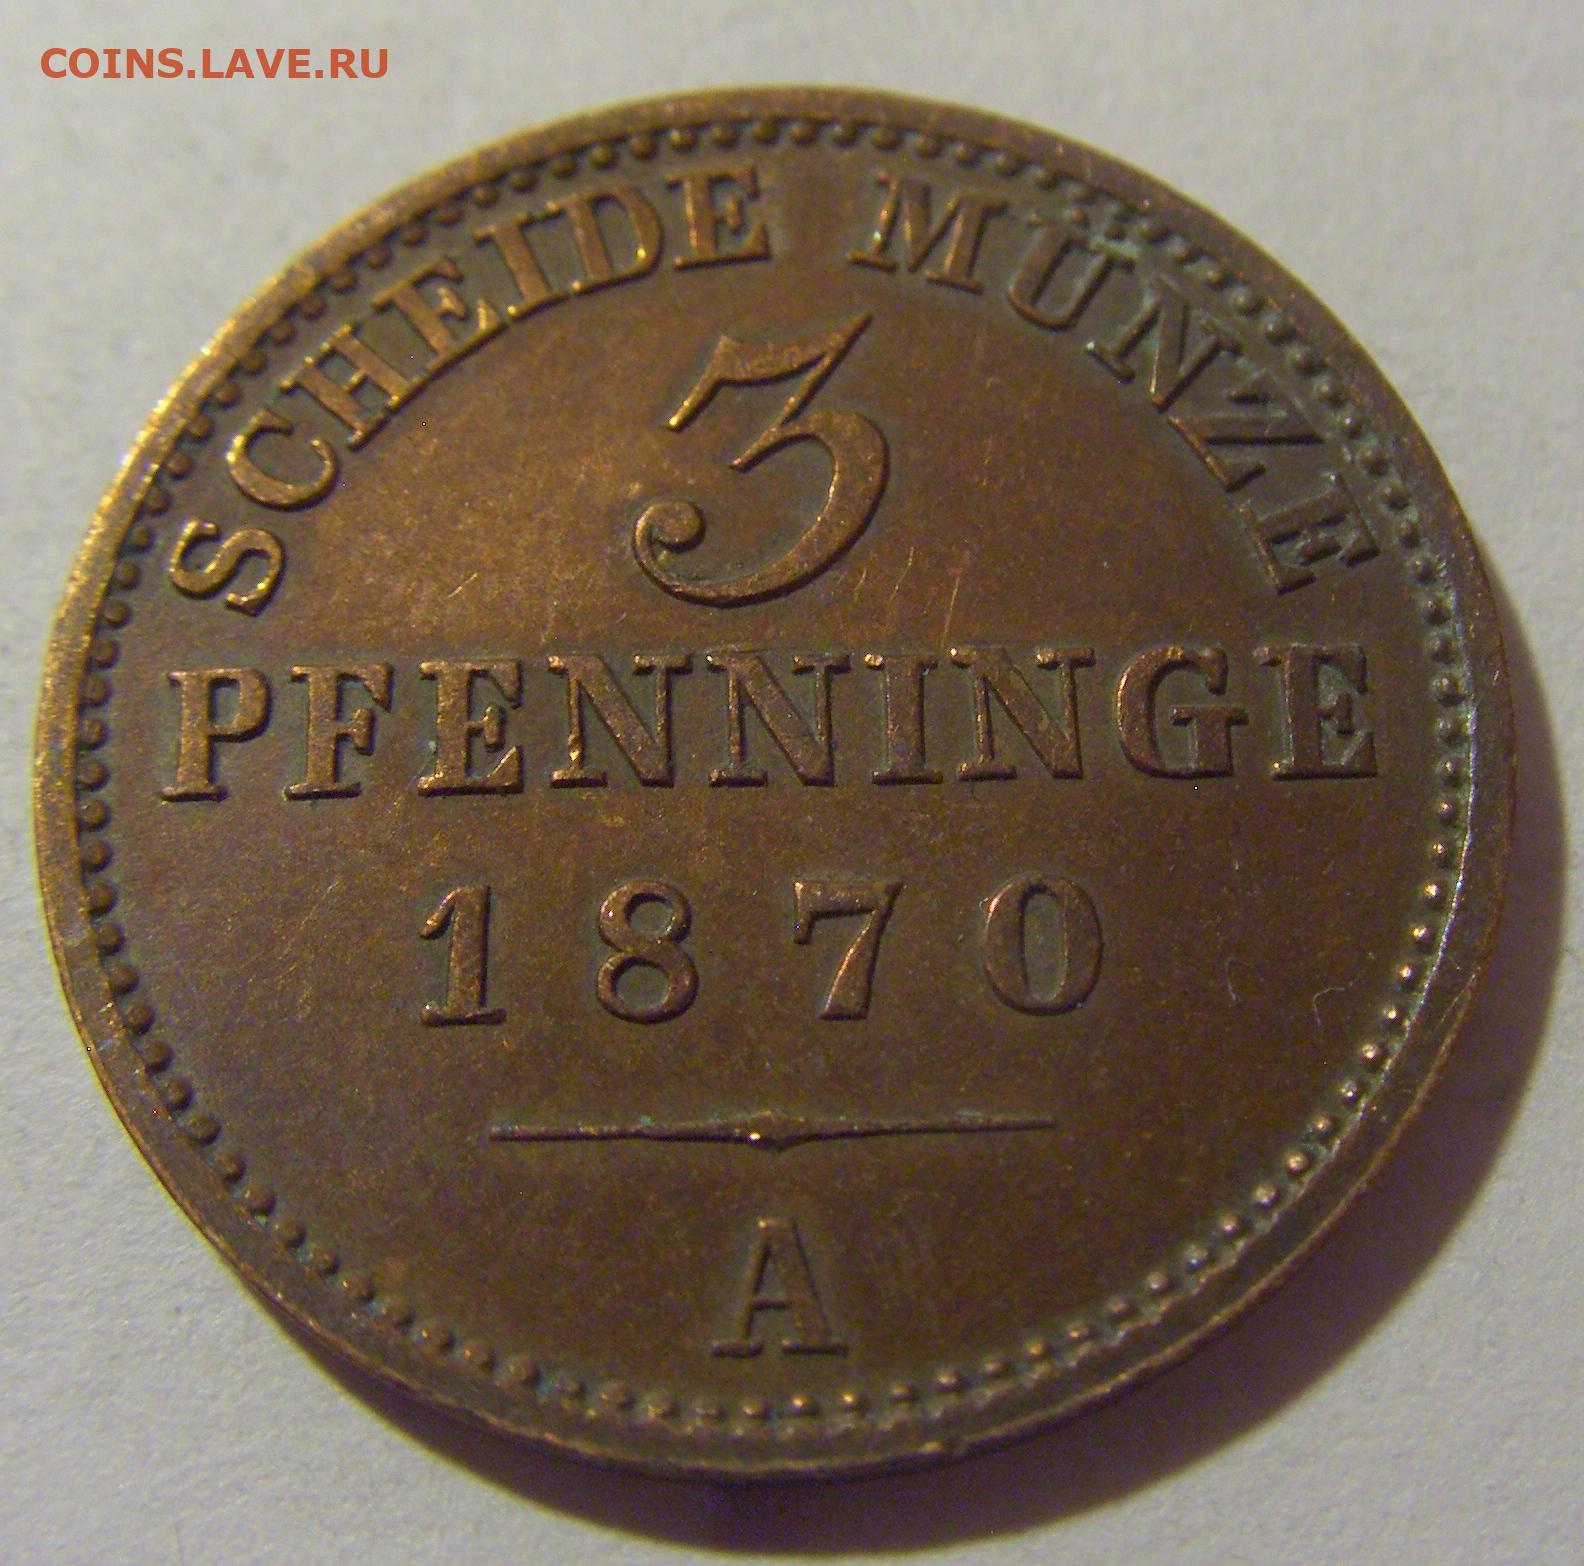 COINS.LAVE.RU
SCHEIDE MÜNZE
3
PFENNINGE
1870
A